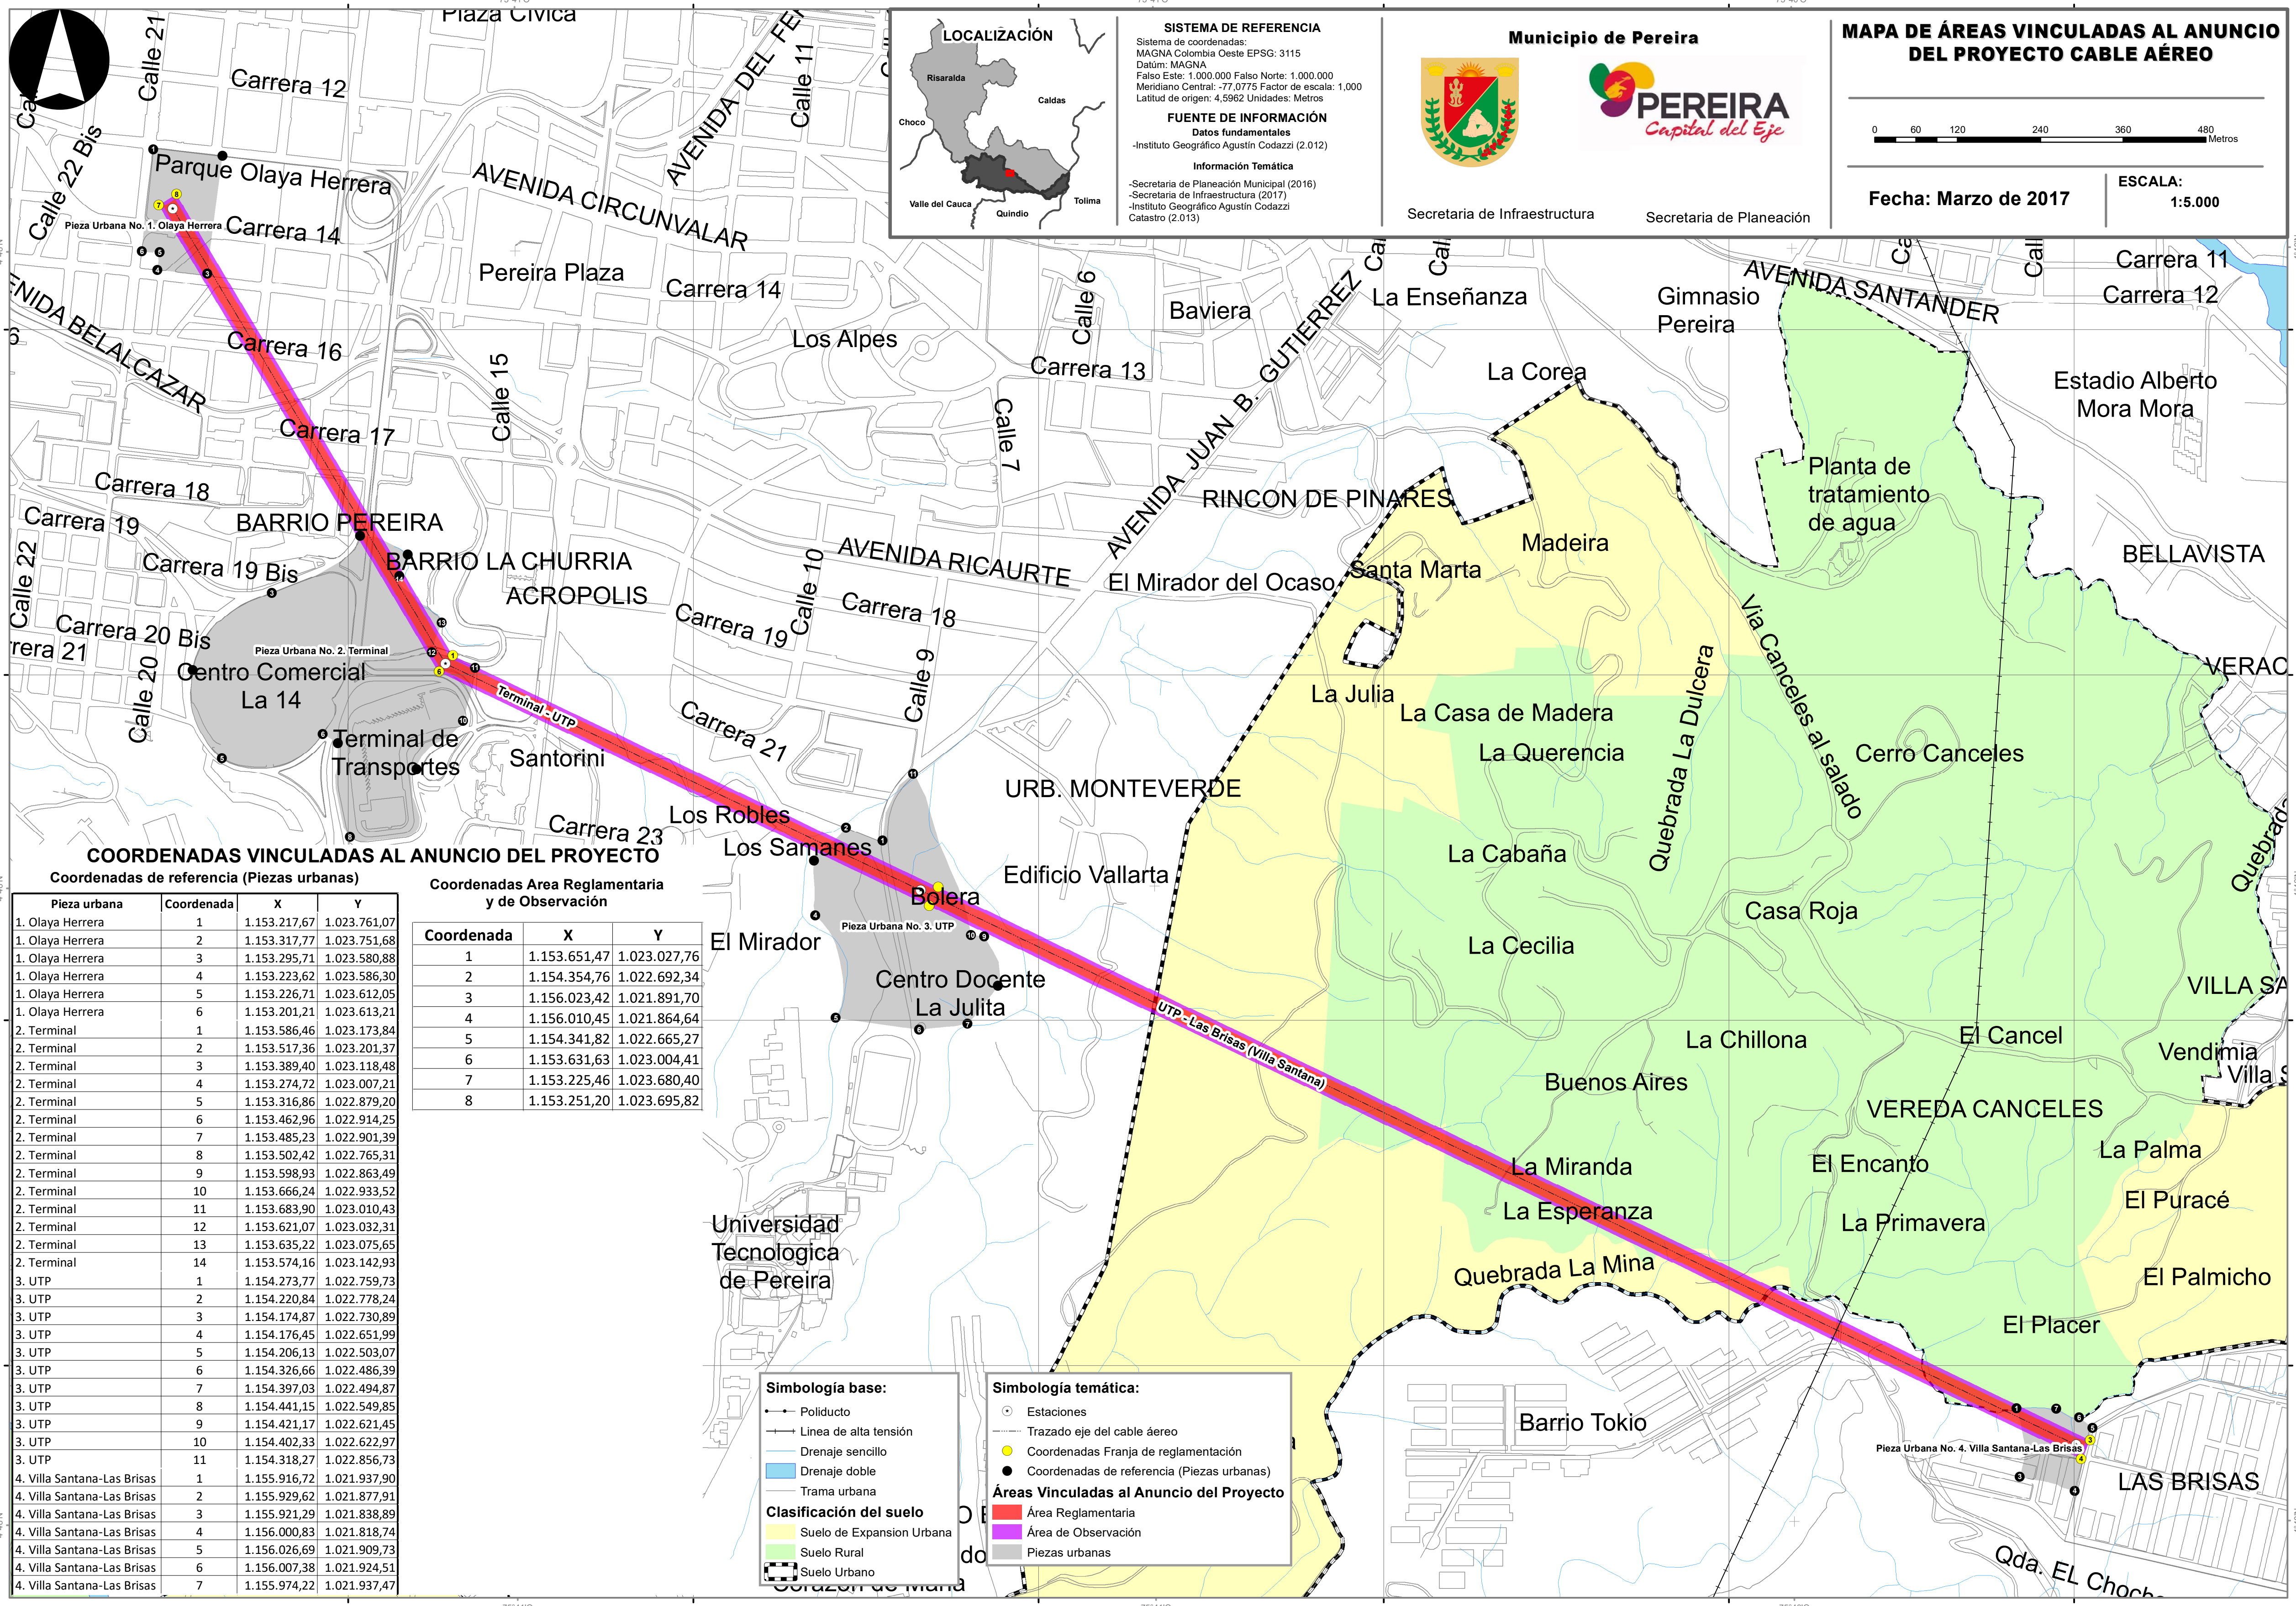 Plaza Cívica
Calle 21
Carrera 12
AVENIDA DEL FER
Calle 11
Calle 22 Bis
Parque Olaya Herrera
AVENIDA CIRCUNVALAR
Pieza Urbana No. 1. Olaya Herrera
Carrera 14
Pereira Plaza
Carrera 14
Calle 6
LOCALIZACIÓN
Risaralda
Caldas
Choco
Valle del Cauca
Quindio
Tolima
SISTEMA DE REFERENCIA
Sistema de coordenadas:
MAGNA Colombia Oeste EPSG: 3115
Datúm: MAGNA
Falso Este: 1.000.000 Falso Norte: 1.000.000
Meridiano Central: -77,0775 Factor de escala: 1,000
Latitud de origen: 4,5962 Unidades: Metros
FUENTE DE INFORMACIÓN
Datos fundamentales
-Instituto Geográfico Agustín Codazzi (2.012)
Información Temática
-Secretaria de Planeación Municipal (2016)
-Secretaria de Infraestructura (2017)
-Instituto Geográfico Agustín Codazzi
Catastro (2.013)
Municipio de Pereira
PEREIRA
Capital del Eje
Secretaria de Infraestructura
Secretaria de Planeación
MAPA DE ÁREAS VINCULADAS AL ANUNCIO
DEL PROYECTO CABLE AÉREO
0 60 120 240 360 480
Metros
Fecha: Marzo de 2017
ESCALA:
1:5.000
ENIDA BELALCAZAR
Carrera 16
Los Alpes
Baviera
Carrera 13
AVENIDA JUAN B. GUTIERREZ
La Enseñanza
Gimnasio
Pereira
AVENIDA SANTANDER
Carrera 11
Carrera 12
La Corea
Estadio Alberto
Mora Mora
Calle 15
Carrera 17
Calle 7
Carrera 18
Carrera 19
BARRIO PEREIRA
RINCON DE PINARES
Planta de
tratamiento
de agua
Calle 22
Carrera 19 Bis
BARRIO LA CHURRIA
ACROPOLIS
Calle 10
AVENIDA RICAURTE
El Mirador del Ocaso
Santa Marta
Madeira
BELLAVISTA
Carrera 20 Bis
rrera 21
Carrera 19
Carrera 18
Pieza Urbana No. 2. Terminal
Centro Comercial
La 14
Calle 20
Terminal - UTP
Calle 9
La Julia
La Casa de Madera
La Querencia
Quebrada La Dulcera
Via Canceles al salado
Cerro Canceles
VERAC
Terminal de
Transportes
Santorini
Carrera 21
Carrera 23
Los Robles
Los Samanes
URB. MONTEVERDE
Edificio Vallarta
Bolera
Pieza Urbana No. 3. UTP
El Mirador
Centro Docente
La Julita
La Cabaña
Casa Roja
La Cecilia
Quebrada
VILLA SA
UTP - Las Brisas (Villa Santana)
La Chillona
El Cancel
Vendimia
Villa S
Buenos Aires
VEREDA CANCELES
La Palma
La Miranda
El Encanto
El Puracé
La Esperanza
La Primavera
Quebrada La Mina
El Palmicho
El Placer
Universidad
Tecnologica
de Pereira
Barrio Tokio
Pieza Urbana No. 4. Villa Santana-Las Brisas
LAS BRISAS
COORDENADAS VINCULADAS AL ANUNCIO DEL PROYECTO
Coordenadas de referencia (Piezas urbanas)
Pieza urbana Coordenada X Y
1. Olaya Herrera 1 1.153.217,67 1.023.761,07
1. Olaya Herrera 2 1.153.317,77 1.023.751,68
1. Olaya Herrera 3 1.153.295,71 1.023.580,88
1. Olaya Herrera 4 1.153.223,62 1.023.586,30
1. Olaya Herrera 5 1.153.226,71 1.023.612,05
1. Olaya Herrera 6 1.153.201,21 1.023.613,21
2. Terminal 1 1.153.586,46 1.023.173,84
2. Terminal 2 1.153.517,36 1.023.201,37
2. Terminal 3 1.153.389,40 1.023.118,48
2. Terminal 4 1.153.274,72 1.023.007,21
2. Terminal 5 1.153.316,86 1.022.879,20
2. Terminal 6 1.153.462,96 1.022.914,25
2. Terminal 7 1.153.485,23 1.022.901,39
2. Terminal 8 1.153.502,42 1.022.765,31
2. Terminal 9 1.153.598,93 1.022.863,49
2. Terminal 10 1.153.666,24 1.022.933,52
2. Terminal 11 1.153.683,90 1.023.010,43
2. Terminal 12 1.153.621,07 1.023.032,31
2. Terminal 13 1.153.635,22 1.023.075,65
2. Terminal 14 1.153.574,16 1.023.142,93
3. UTP 1 1.154.273,77 1.022.759,73
3. UTP 2 1.154.220,84 1.022.778,24
3. UTP 3 1.154.174,87 1.022.730,89
3. UTP 4 1.154.176,45 1.022.651,99
3. UTP 5 1.154.206,13 1.022.503,07
3. UTP 6 1.154.326,66 1.022.486,39
3. UTP 7 1.154.397,03 1.022.494,87
3. UTP 8 1.154.441,15 1.022.549,85
3. UTP 9 1.154.421,17 1.022.621,45
3. UTP 10 1.154.402,33 1.022.622,97
3. UTP 11 1.154.318,27 1.022.856,73
4. Villa Santana-Las Brisas 1 1.155.916,72 1.021.937,90
4. Villa Santana-Las Brisas 2 1.155.929,62 1.021.877,91
4. Villa Santana-Las Brisas 3 1.155.921,29 1.021.838,89
4. Villa Santana-Las Brisas 4 1.156.000,83 1.021.818,74
4. Villa Santana-Las Brisas 5 1.156.026,69 1.021.909,73
4. Villa Santana-Las Brisas 6 1.156.007,38 1.021.924,51
4. Villa Santana-Las Brisas 7 1.155.974,22 1.021.937,47
Coordenadas Area Reglamentaria
y de Observación
Coordenada X Y
1 1.153.651,47 1.023.027,76
2 1.154.354,76 1.022.692,34
3 1.156.023,42 1.021.891,70
4 1.156.010,45 1.021.864,64
5 1.154.341,82 1.022.665,27
6 1.153.631,63 1.023.004,41
7 1.153.225,46 1.023.680,40
8 1.153.251,20 1.023.695,82
Simbología base:
Poliducto
Linea de alta tensión
Drenaje sencillo
Drenaje doble
Trama urbana
Clasificación del suelo
Suelo de Expansion Urbana
Suelo Rural
Suelo Urbano
Simbología temática:
Estaciones
Trazado eje del cable áereo
Coordenadas Franja de reglamentación
Coordenadas de referencia (Piezas urbanas)
Áreas Vinculadas al Anuncio del Proyecto
Área Reglamentaria
Área de Observación
Piezas urbanas
Qda. EL Choch